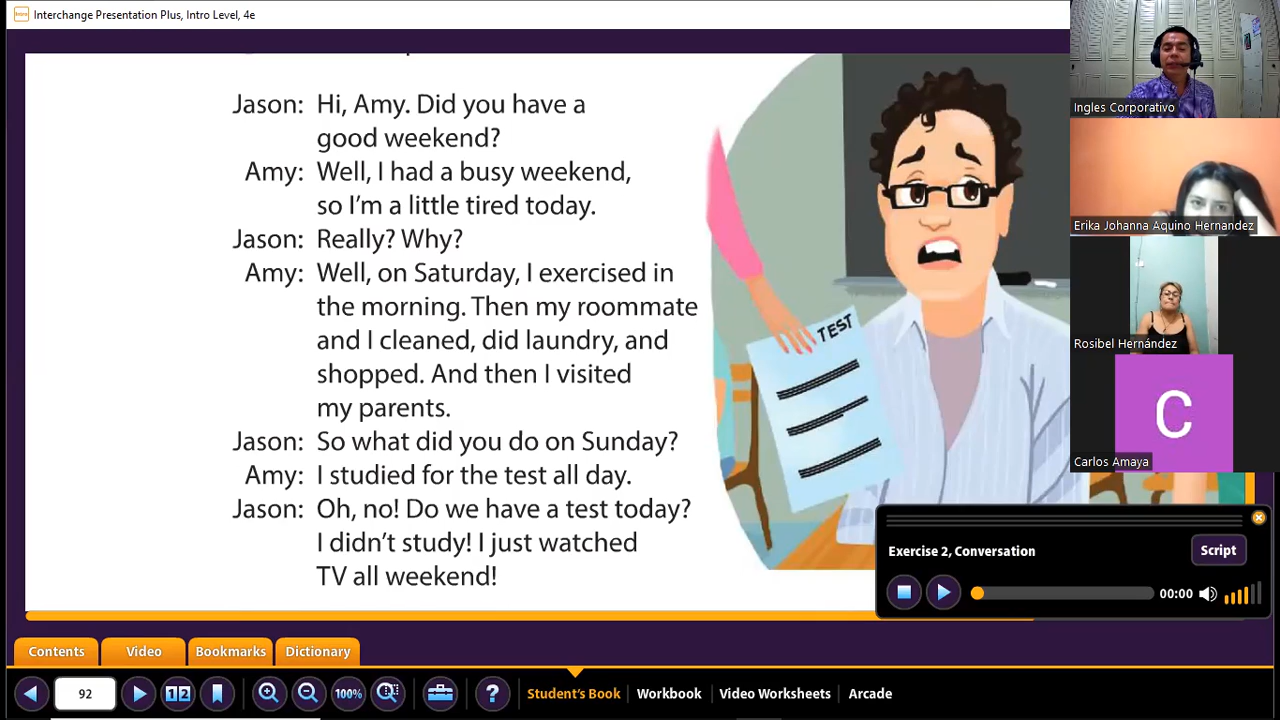 Interchange Presentation Plus, Intro Level, 4e
Jason: Hi, Amy. Did you have a
good weekend?
Amy: Well, I had a busy weekend,
so I'm a little tired today.
Jason: Really? Why?
Amy: Well, on Saturday, I exercised in
the morning. Then my roommate
and I cleaned, did laundry, and
shopped. And then I visited
my parents.
Jason: So what did you do on Sunday?
Amy: I studied for the test all day.
Jason: Oh, no! Do we have a test today?
I didn't study! I just watched
TV all weekend!
TEST
Ingles Corporativo
Erika Johanna Aquino Hernandez
Rosibel Hernández
C
Carlos Amaya
Exercise 2, Conversation
Script
00:00
Contents Video Bookmarks Dictionary
92
12
100%
?
Student's Book Workbook Video Worksheets Arcade